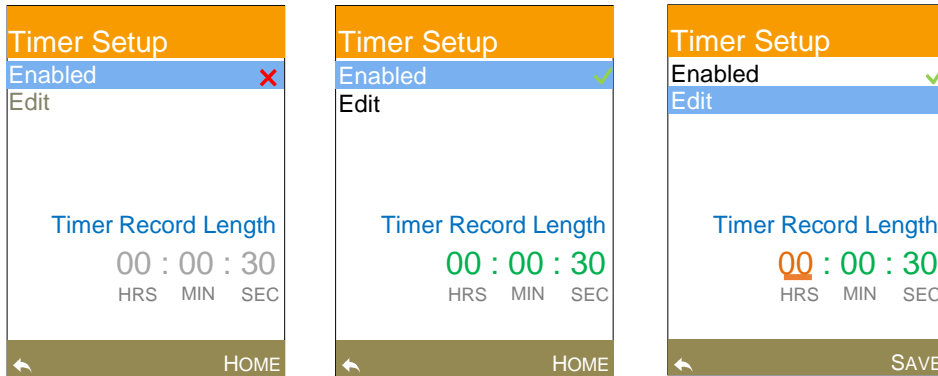 Timer Setup
Enabled
Edit
Timer Record Length
00 : 00 : 30
HRS MIN SEC
HOME
Timer Setup
Enabled
Edit
Timer Record Length
00 : 00 : 30
HRS MIN SEC
HOME
Timer Setup
Enabled
Edit
Timer Record Length
00 : 00 : 30
HRS MIN SEC
SAVE